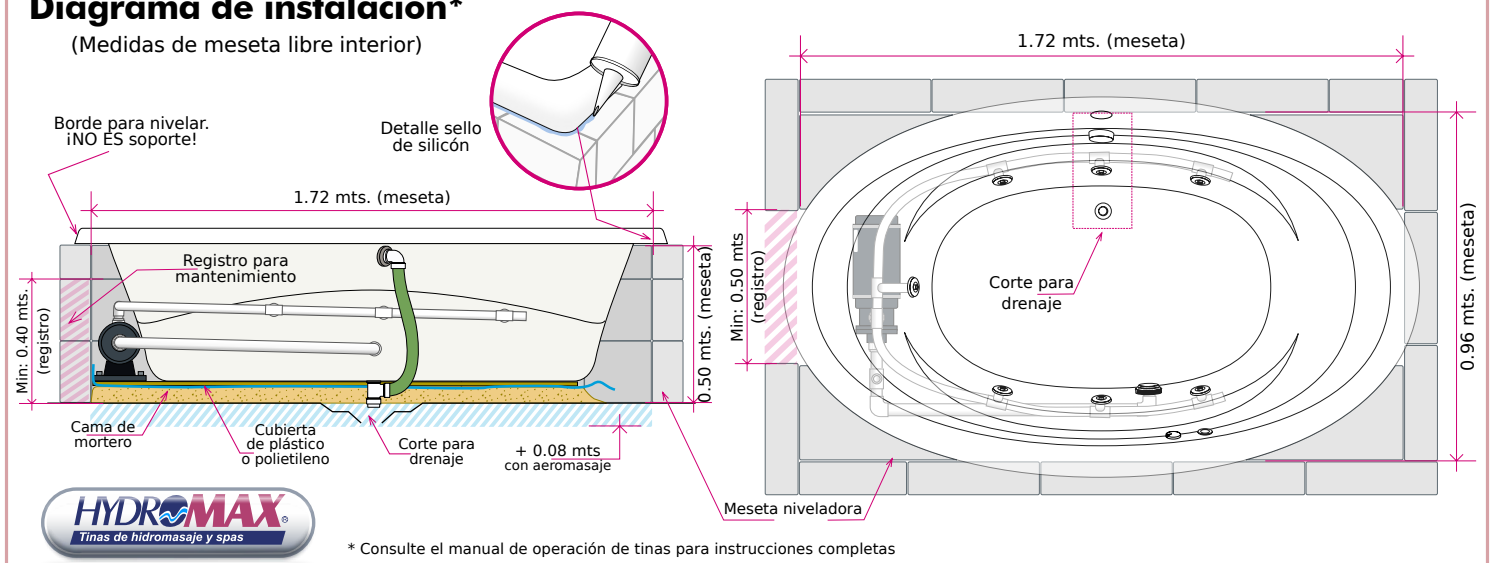 Diagrama de instalación*
(Medidas de meseta libre interior)
Borde para nivelar.
¡NO ES soporte!
Detalle sello
de silicón
1.72 mts. (meseta)
Registro para
mantenimiento
Min: 0.40 mts.
(registro)
0.50 mts. (meseta)
Cama de
mortero
Cubierta
de plástico
o polietileno
Corte para
drenaje
+ 0.08 mts
con aeromasaje
1.72 mts. (meseta)
Min: 0.50 mts
(registro)
Corte para
drenaje
0.96 mts. (meseta)
Meseta niveladora
HYDROMAX®
Tinas de hidromasaje y spas
* Consulte el manual de operación de tinas para instrucciones completas